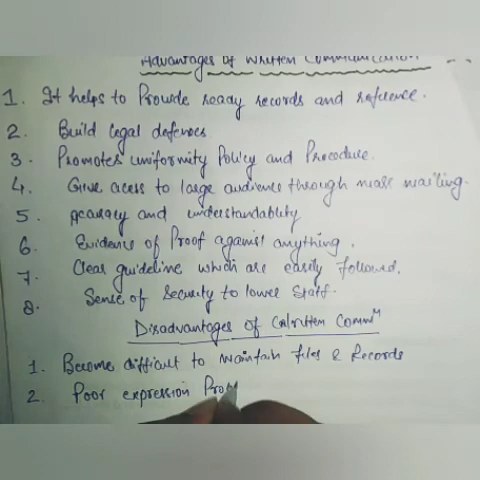 Advantages of Written Communication
1. It helps to Provide ready records and reference.
2. Build legal defences
3. Promotes uniformity Policy and Procedure.
4. Give acess to large audience through mass mailing.
5. Accuracy and understandability
6. Evidence of Proof against anything.
7. Clear guideline which are easily followed.
8. Sense of Security to lower Staff.
Disadvantages of Written Commⁿ
1. Become difficult to maintain files & Records
2. Poor expression